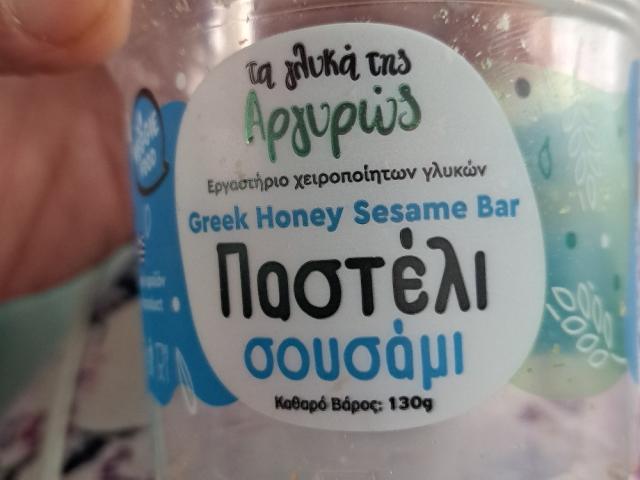 τα γλυκά της
Αργυρώς
Εργαστήριο χειροποίητων γλυκών
Greek Honey Sesame Bar
Παστέλι
σουσάμι
Καθαρό Βάρος: 130g